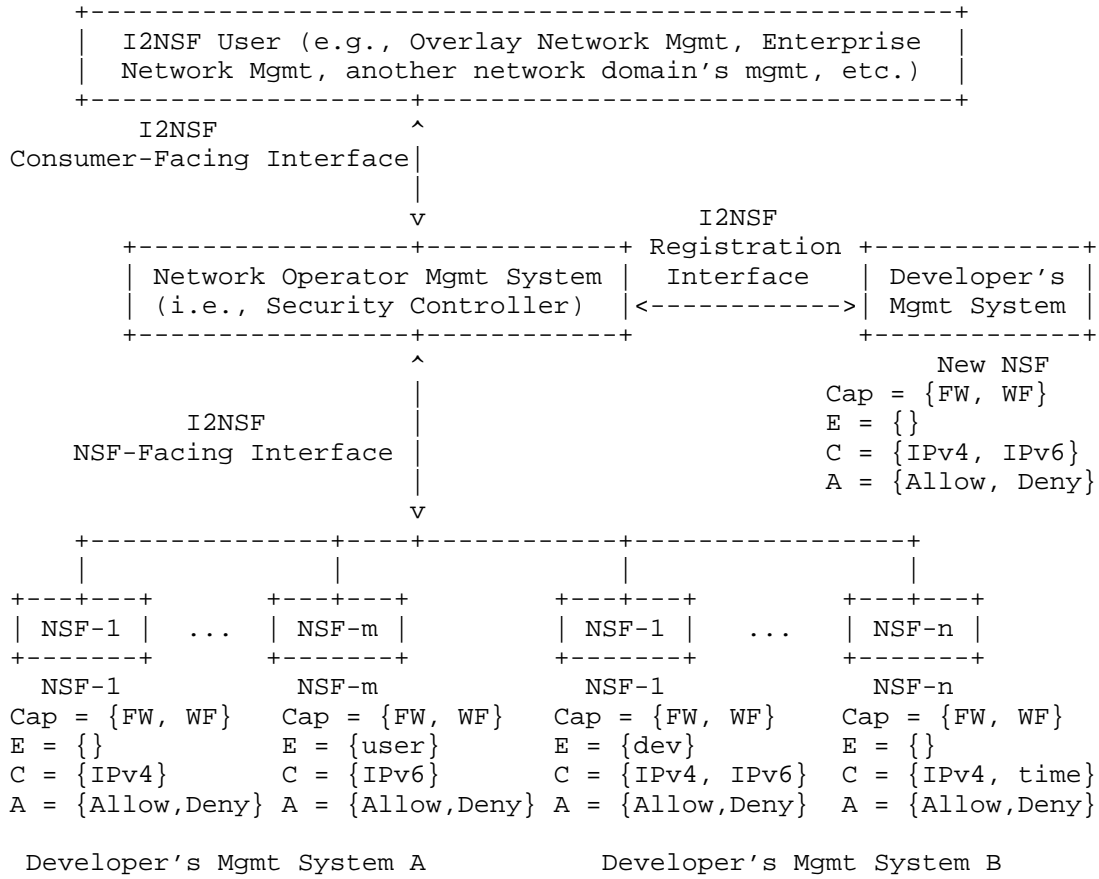 I2NSF User (e.g., Overlay Network Mgmt, Enterprise
Network Mgmt, another network domain's mgmt, etc.)
I2NSF
Consumer-Facing Interface
I2NSF
Registration
Interface
Network Operator Mgmt System
(i.e., Security Controller)
Developer's
Mgmt System
New NSF
Cap = {FW, WF}
E = {}
C = {IPv4, IPv6}
A = {Allow, Deny}
I2NSF
NSF-Facing Interface
NSF-1 ... NSF-m NSF-1 ... NSF-n
NSF-1 NSF-m NSF-1 NSF-n
Cap = {FW, WF} Cap = {FW, WF} Cap = {FW, WF} Cap = {FW, WF}
E = {} E = {user} E = {dev} E = {}
C = {IPv4} C = {IPv6} C = {IPv4, IPv6} C = {IPv4, time}
A = {Allow,Deny} A = {Allow,Deny} A = {Allow,Deny} A = {Allow,Deny}
Developer's Mgmt System A Developer's Mgmt System B